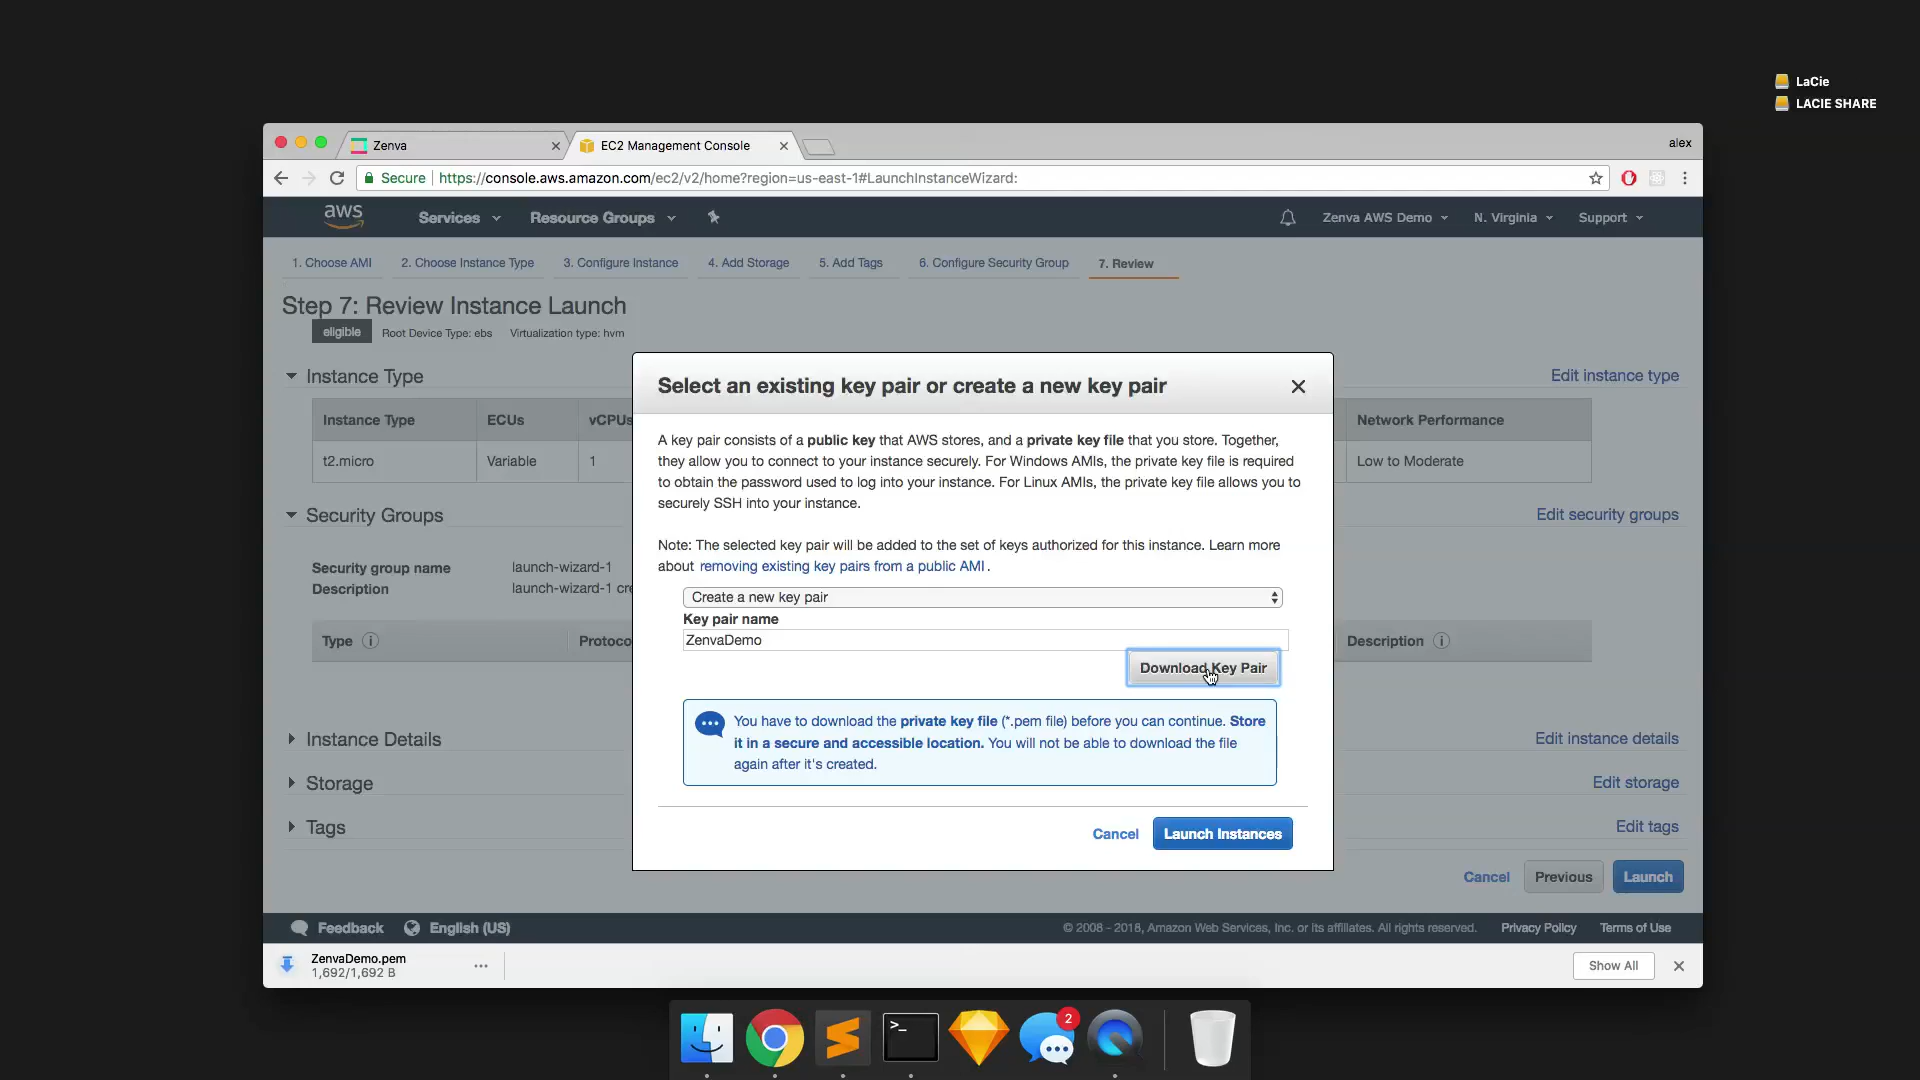 LaCie
LACIE SHARE
Zenva
EC2 Management Console
alex
Secure
https://console.aws.amazon.com/ec2/v2/home?region=us-east-1#LaunchInstanceWizard:
aws
Services
Resource Groups
Zenva AWS Demo
N. Virginia
Support
1. Choose AMI
2. Choose Instance Type
3. Configure Instance
4. Add Storage
5. Add Tags
6. Configure Security Group
7. Review
Step 7: Review Instance Launch
eligible
Root Device Type: ebs
Virtualization type: hvm
Instance Type
Edit instance type
Instance Type
ECUs
vCPUs
Network Performance
t2.micro
Variable
1
Low to Moderate
Security Groups
Edit security groups
Security group name
launch-wizard-1
Description
launch-wizard-1 cre
Type
Protoco
Description
Instance Details
Edit instance details
Storage
Edit storage
Tags
Edit tags
Cancel
Previous
Launch
Select an existing key pair or create a new key pair
A key pair consists of a public key that AWS stores, and a private key file that you store. Together,
they allow you to connect to your instance securely. For Windows AMIs, the private key file is required
to obtain the password used to log into your instance. For Linux AMIs, the private key file allows you to
securely SSH into your instance.
Note: The selected key pair will be added to the set of keys authorized for this instance. Learn more
about removing existing key pairs from a public AMI.
Create a new key pair
Key pair name
ZenvaDemo
Download Key Pair
You have to download the private key file (*.pem file) before you can continue. Store
it in a secure and accessible location. You will not be able to download the file
again after it's created.
Cancel
Launch Instances
Feedback
English (US)
© 2008 - 2018, Amazon Web Services, Inc. or its affiliates. All rights reserved.
Privacy Policy
Terms of Use
ZenvaDemo.pem
1,692/1,692 B
Show All
>_
2